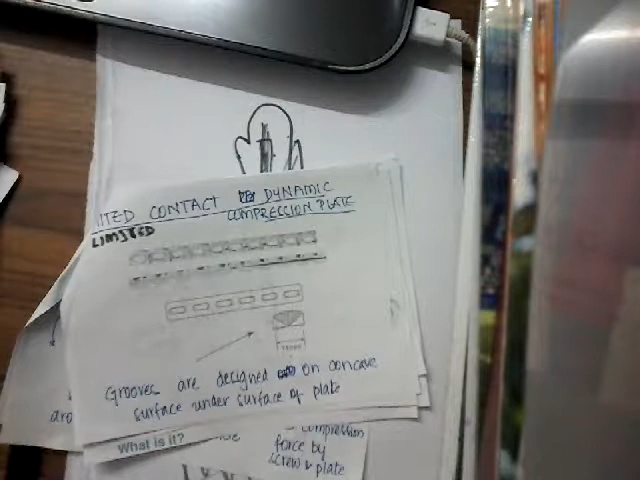 ITED CONTACT DYNAMIC
COMPRESSION PLATE
LIMITED
Grooves are designed on concave
surface under surface of plate
What is it?
compression
force by
screw & plate